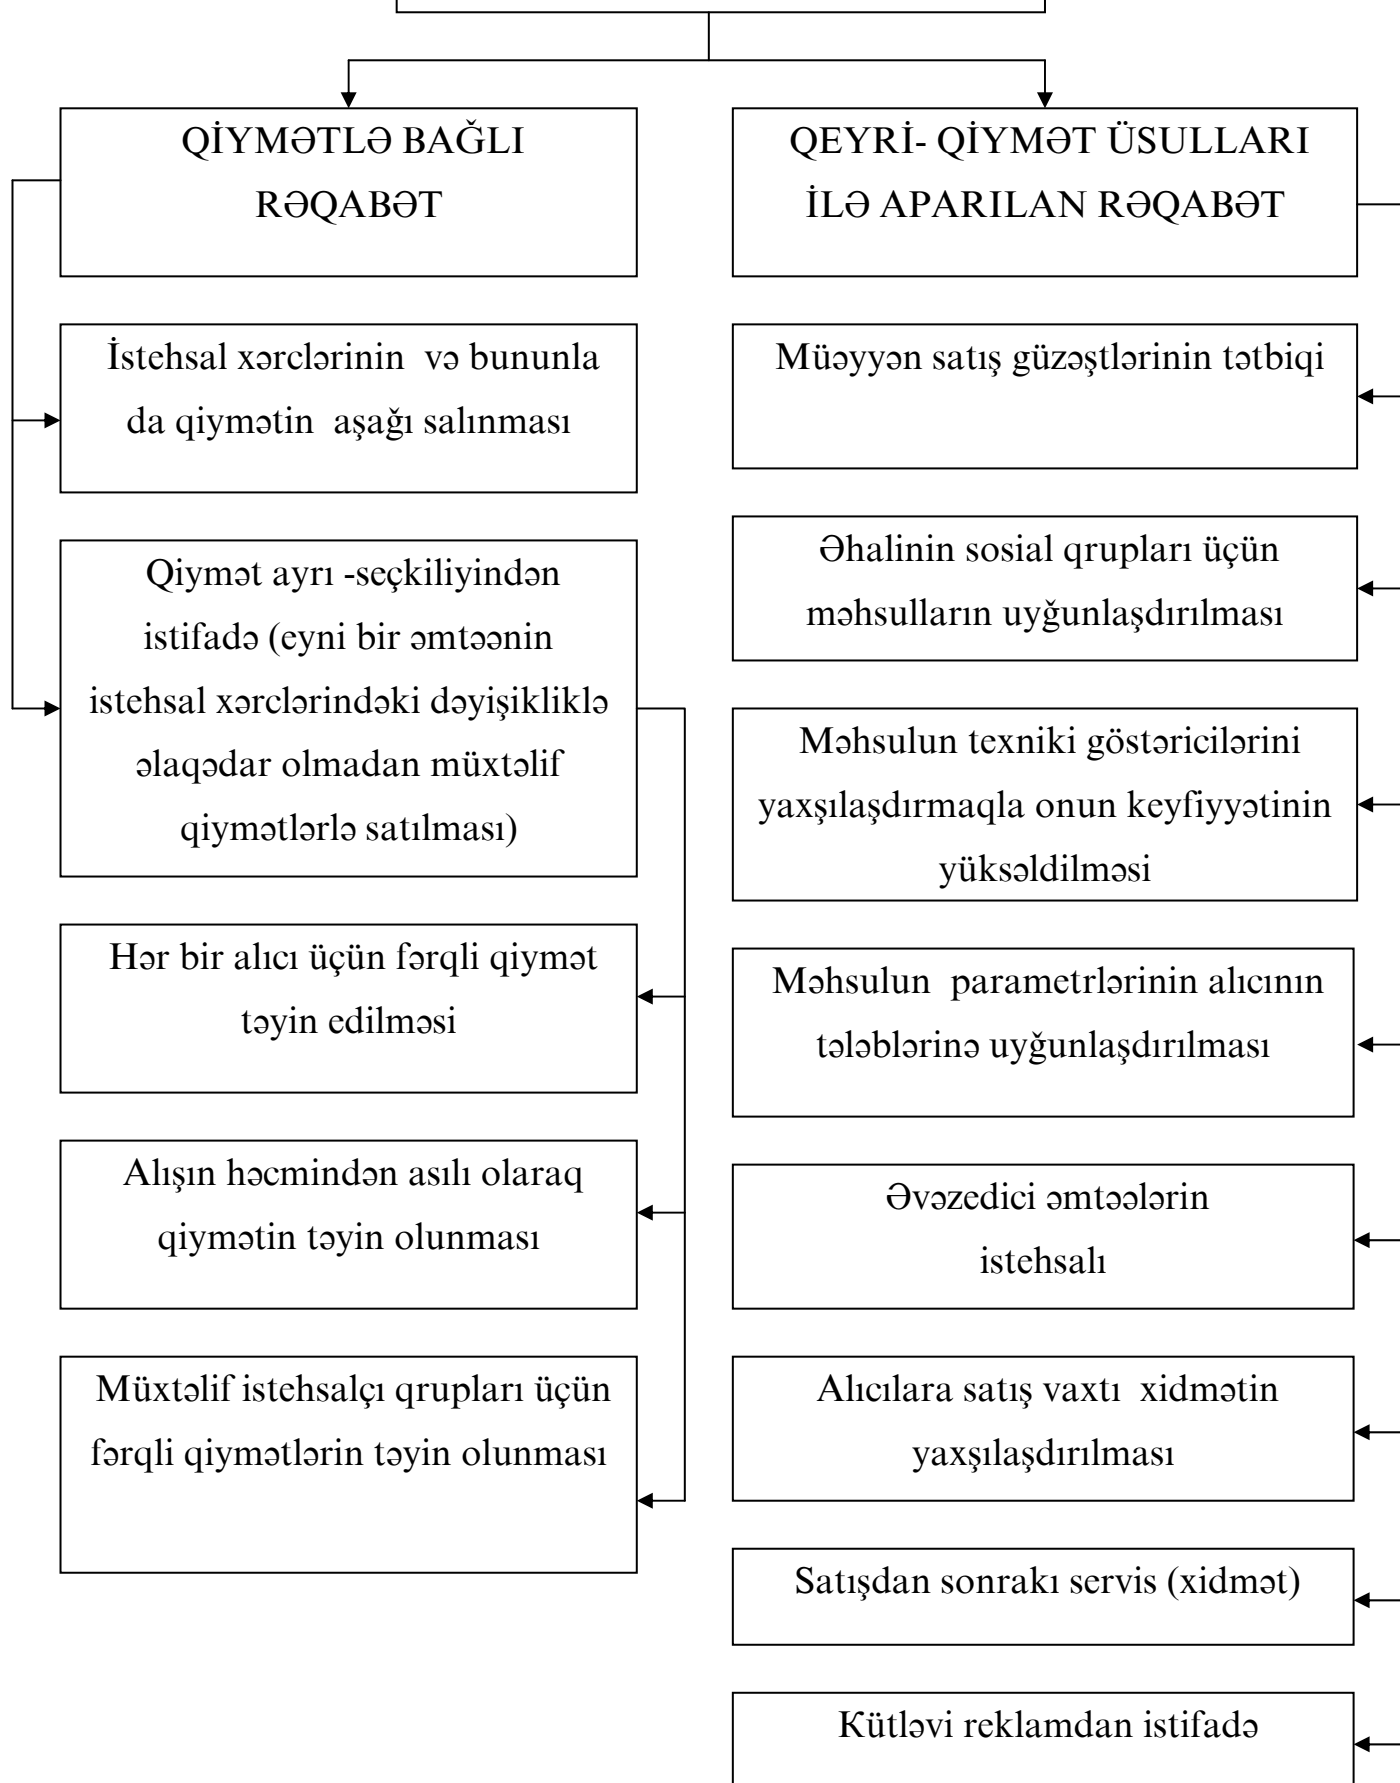 QİYMƏTLƏ BAĞLI
RƏQABƏT
İstehsal xərclərinin və bununla
da qiymətin aşağı salınması
Qiymət ayrı -seçkiliyindən
istifadə (eyni bir əmtəənin
istehsal xərclərindəki dəyişikliklə
əlaqədar olmadan müxtəlif
qiymətlərlə satılması)
Hər bir alıcı üçün fərqli qiymət
təyin edilməsi
Alışın həcmindən asılı olaraq
qiymətin təyin olunması
Müxtəlif istehsalçı qrupları üçün
fərqli qiymətlərin təyin olunması
QEYRİ- QİYMƏT ÜSULLARI
İLƏ APARILAN RƏQABƏT
Müəyyən satış güzəştlərinin tətbiqi
Əhalinin sosial qrupları üçün
məhsulların uyğunlaşdırılması
Məhsulun texniki göstəricilərini
yaxşılaşdırmaqla onun keyfiyyətinin
yüksəldilməsi
Məhsulun parametrlərinin alıcının
tələblərinə uyğunlaşdırılması
Əvəzedici əmtəələrin
istehsalı
Alıcılara satış vaxtı xidmətin
yaxşılaşdırılması
Satışdan sonrakı servis (xidmət)
Kütləvi reklamdan istifadə